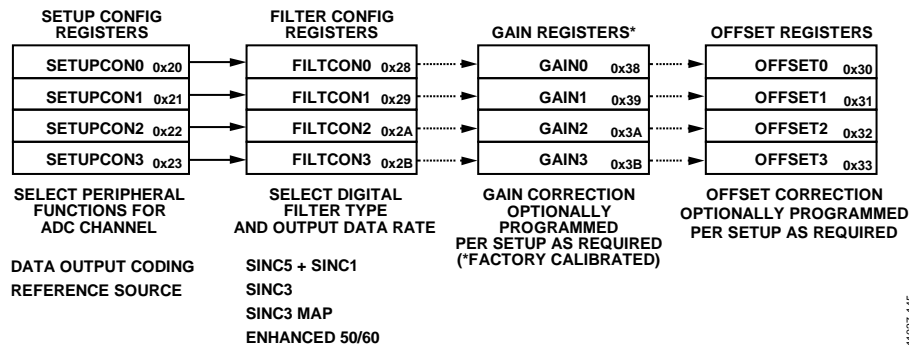 SETUP CONFIG
REGISTERS
SETUPCON0 0x20
SETUPCON1 0x21
SETUPCON2 0x22
SETUPCON3 0x23
SELECT PERIPHERAL
FUNCTIONS FOR
ADC CHANNEL
DATA OUTPUT CODING
REFERENCE SOURCE
FILTER CONFIG
REGISTERS
FILTCON0 0x28
FILTCON1 0x29
FILTCON2 0x2A
FILTCON3 0x2B
SELECT DIGITAL
FILTER TYPE
AND OUTPUT DATA RATE
SINC5 + SINC1
SINC3
SINC3 MAP
ENHANCED 50/60
GAIN REGISTERS*
GAIN0 0x38
GAIN1 0x39
GAIN2 0x3A
GAIN3 0x3B
GAIN CORRECTION
OPTIONALLY
PROGRAMMED
PER SETUP AS REQUIRED
(*FACTORY CALIBRATED)
OFFSET REGISTERS
OFFSET0 0x30
OFFSET1 0x31
OFFSET2 0x32
OFFSET3 0x33
OFFSET CORRECTION
OPTIONALLY PROGRAMMED
PER SETUP AS REQUIRED